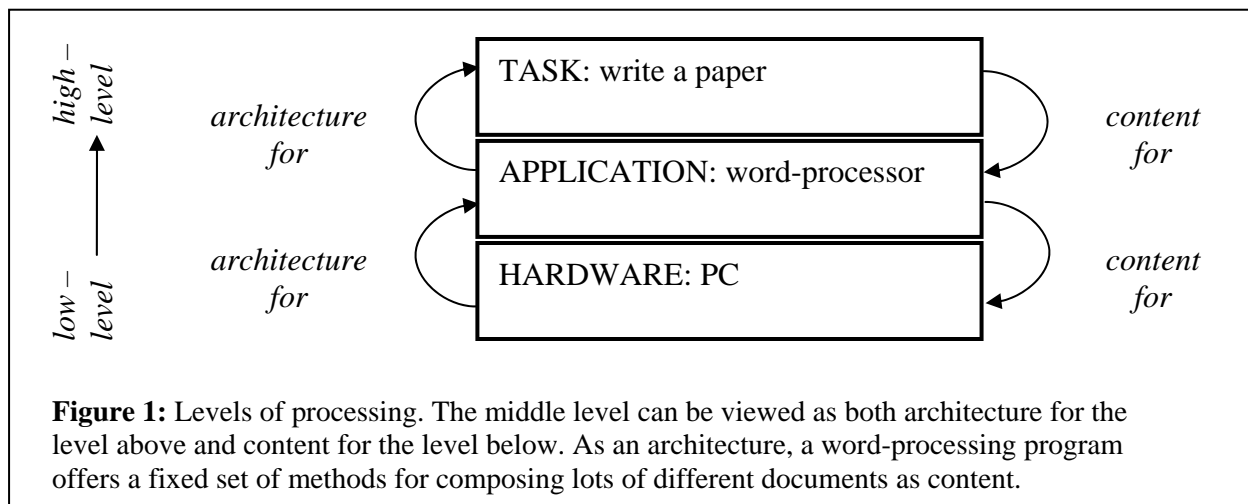 high –
level
low –
level
architecture
for
architecture
for
TASK: write a paper
APPLICATION: word-processor
HARDWARE: PC
content
for
content
for
Figure 1: Levels of processing. The middle level can be viewed as both architecture for the
level above and content for the level below. As an architecture, a word-processing program
offers a fixed set of methods for composing lots of different documents as content.